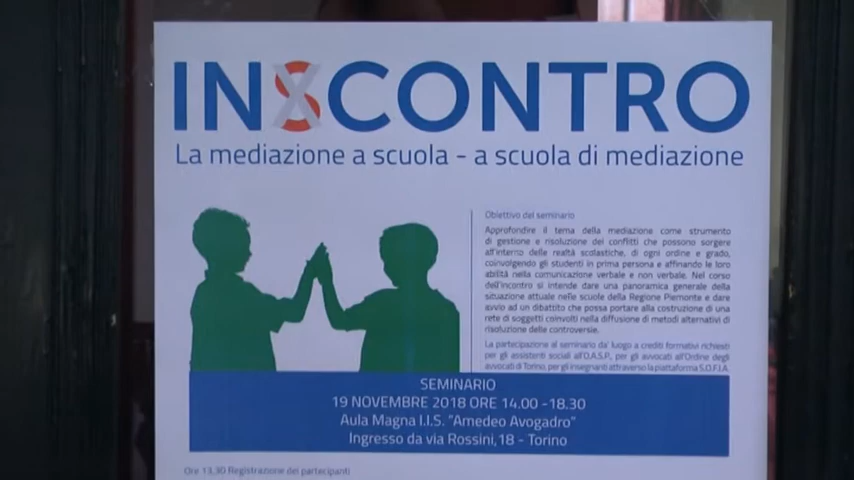 INSCONTRO
La mediazione a scuola - a scuola di mediazione
Obiettivo del seminario
Approfondire il tema della mediazione come strumento
di gestione e risoluzione dei conflitti che possono sorgere
all'interno delle realtà scolastiche, di ogni ordine e grado,
coinvolgendo gli studenti in prima persona e affinando le loro
abilità nella comunicazione verbale e non verbale. Nel corso
dell'incontro si intende dare una panoramica generale della
situazione attuale nelle scuole della Regione Piemonte e dare
avvio ad un dibattito che possa portare alla costruzione di una
rete di soggetti coinvolti nella diffusione di metodi alternativi di
risoluzione delle controversie.
La partecipazione al seminario da' luogo a crediti formativi richiesti
per gli assistenti sociali all'O.A.S.P., per gli avvocati all'Ordine degli
avvocati di Torino, per gli insegnanti attraverso la piattaforma S.O.F.I.A.
SEMINARIO
19 NOVEMBRE 2018 ORE 14.00 -18.30
Aula Magna I.I.S. "Amedeo Avogadro"
Ingresso da via Rossini,18 - Torino
Ore 13,30 Registrazione dei partecipanti